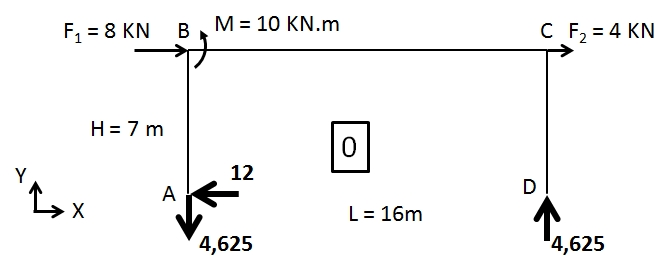 F₁ = 8 KN B M = 10 KN.m C F₂ = 4 KN
H = 7 m
0
Y
X
A
12
D
L = 16m
4,625
4,625